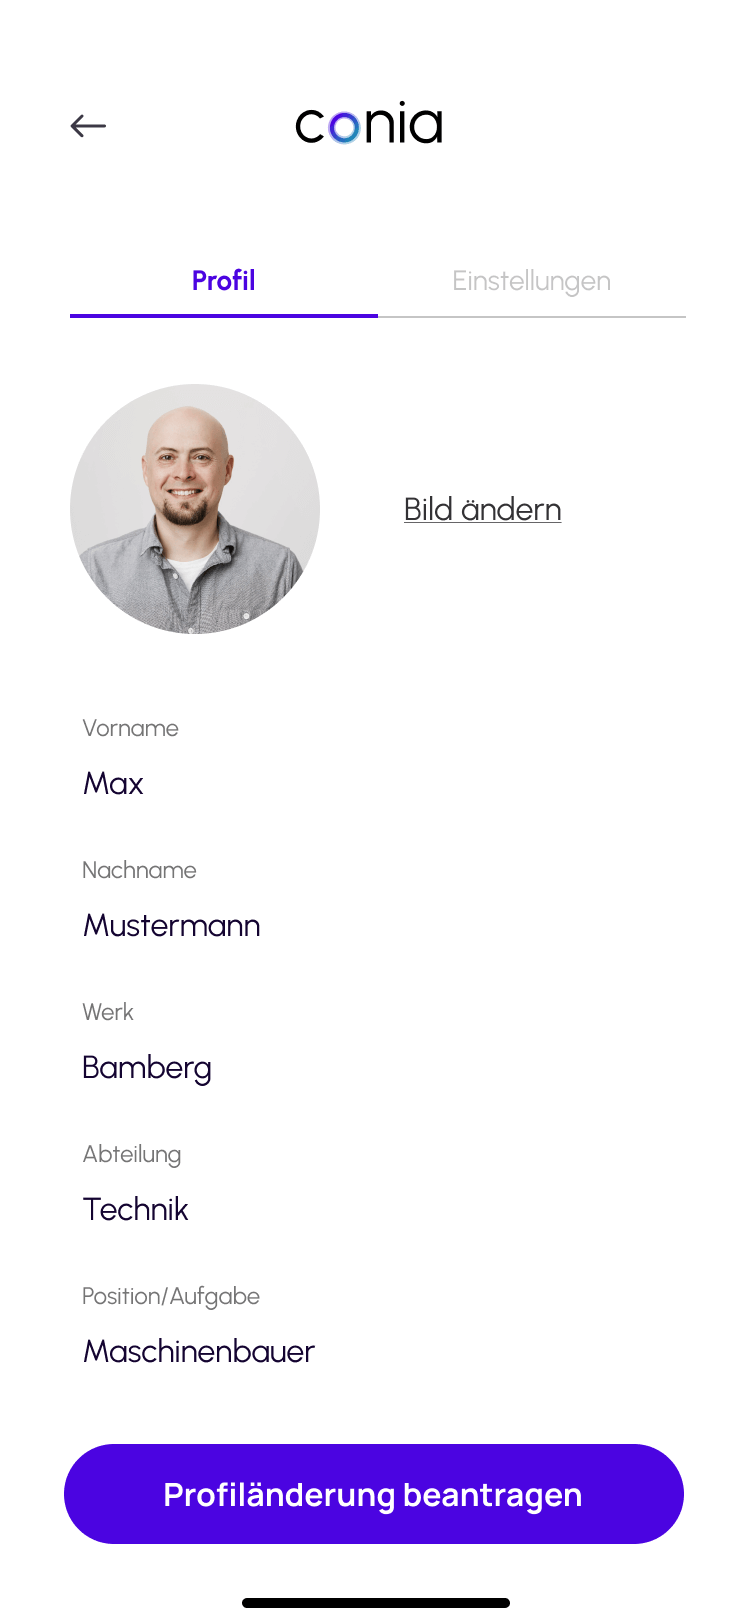 conia
Profil
Einstellungen
Bild ändern
Vorname
Max
Nachname
Mustermann
Werk
Bamberg
Abteilung
Technik
Position/Aufgabe
Maschinenbauer
Profiländerung beantragen